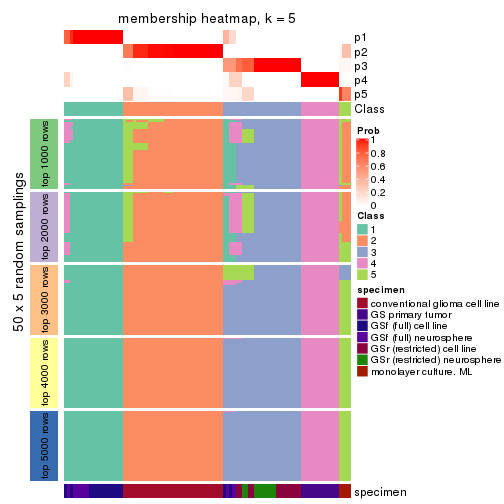 membership heatmap, k = 5
p1
p2
p3
p4
p5
Class
50 x 5 random samplings
top 1000 rows
top 2000 rows
top 3000 rows
top 4000 rows
top 5000 rows
specimen
Prob
1
0.8
0.6
0.4
0.2
0
Class
1
2
3
4
5
specimen
conventional glioma cell line
GS primary tumor
GSf (full) cell line
GSf (full) neurosphere
GSr (restricted) cell line
GSr (restricted) neurosphere
monolayer culture. ML